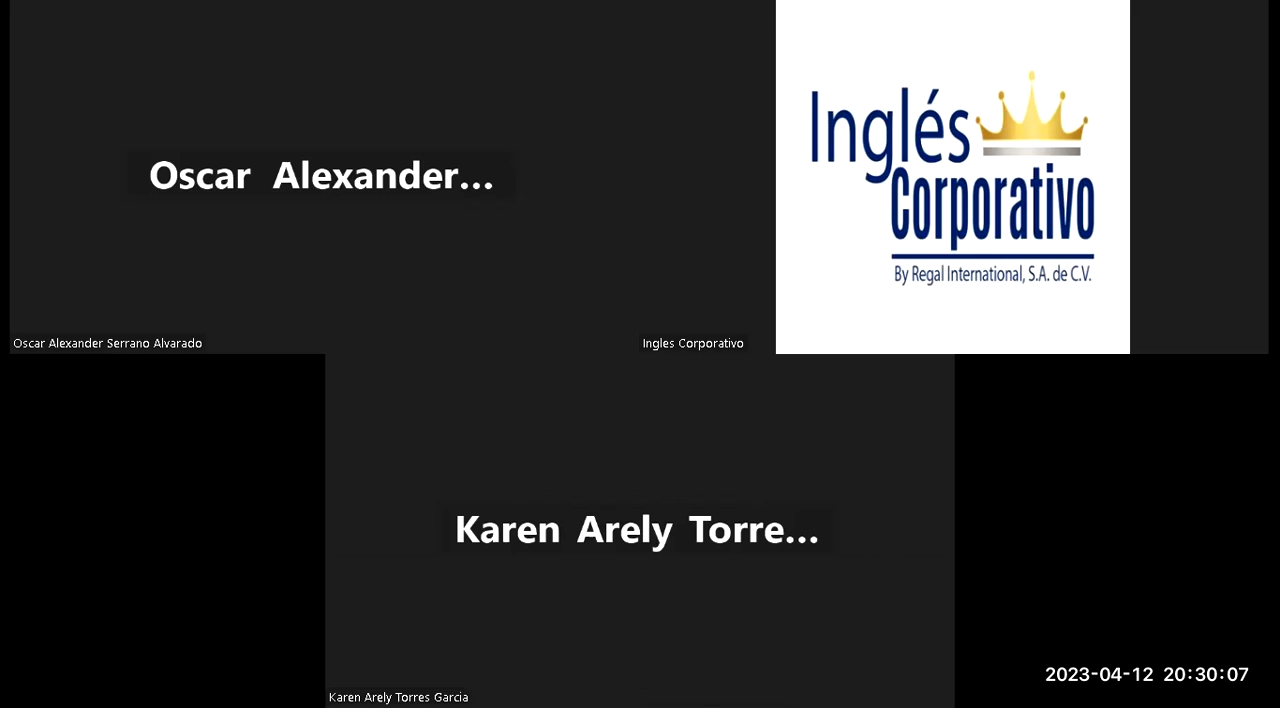 Oscar Alexander...
Oscar Alexander Serrano Alvarado
Inglés
Corporativo
By Regal International, S.A. de C.V.
Ingles Corporativo
Karen Arely Torre...
Karen Arely Torres Garcia
2023-04-12 20:30:07